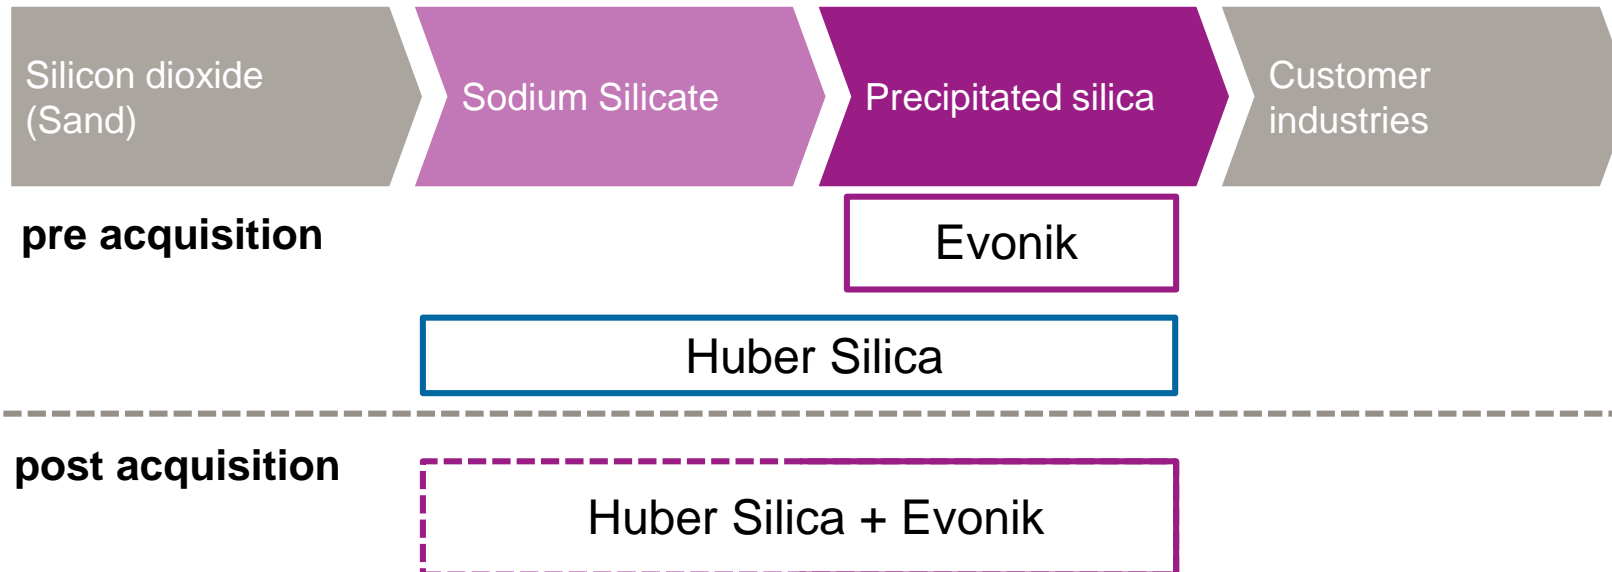 Silicon dioxide
(Sand)
Sodium Silicate
Precipitated silica
Customer
industries
pre acquisition
Evonik
Huber Silica
post acquisition
Huber Silica + Evonik